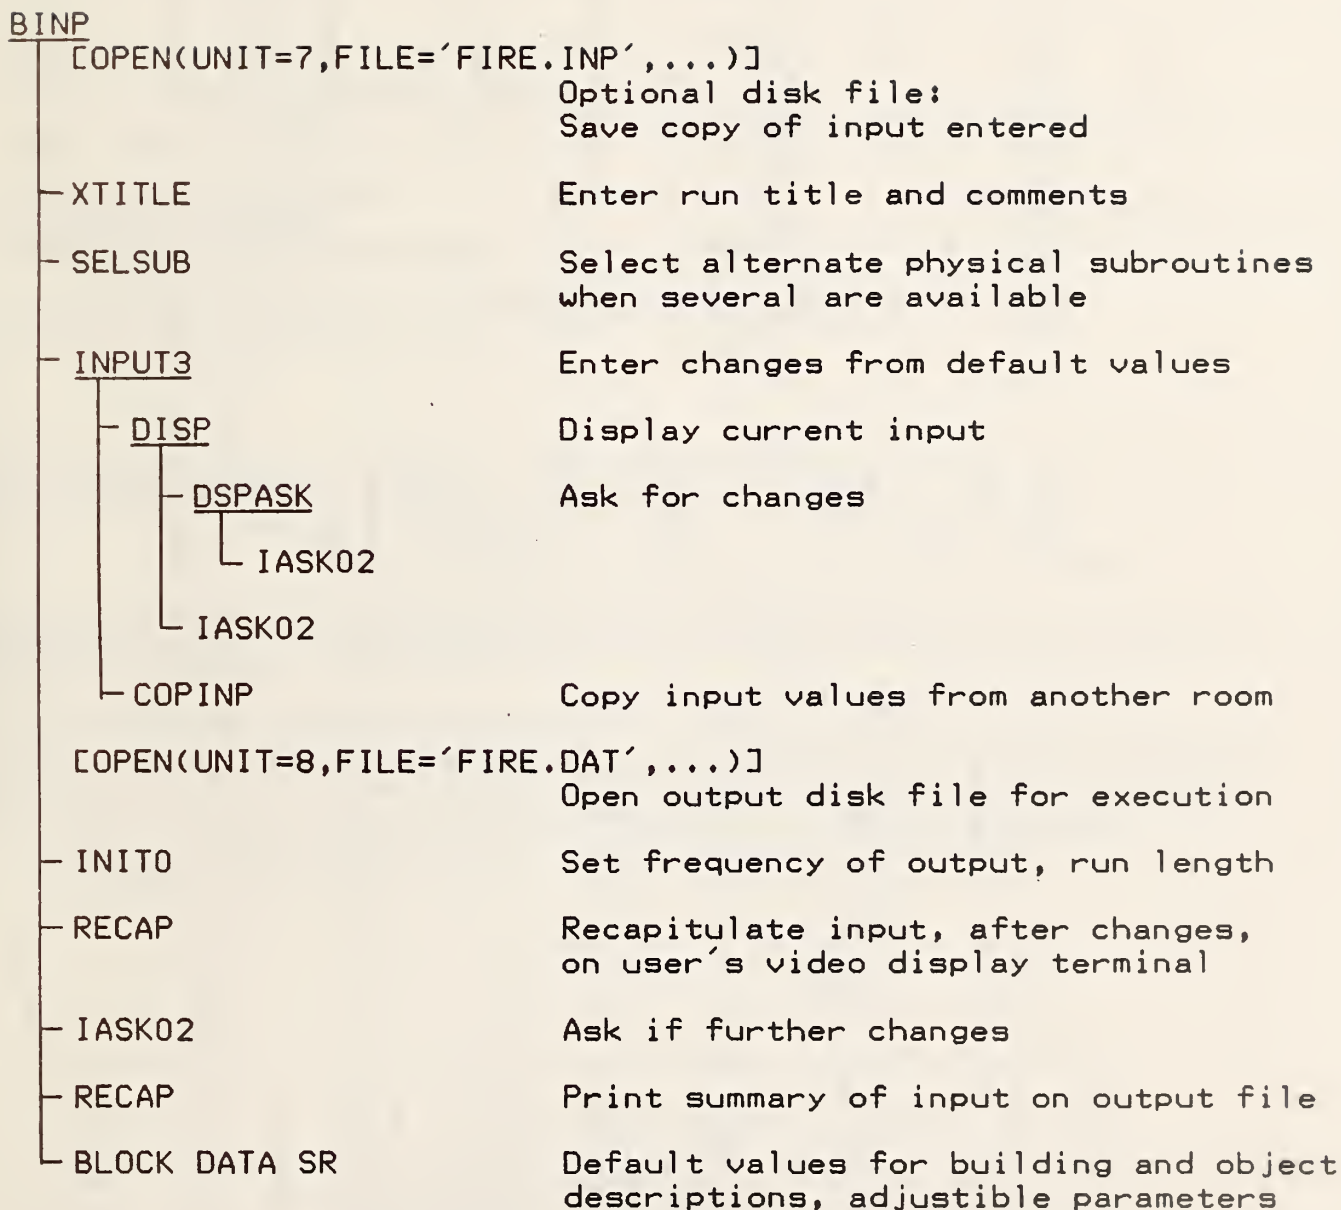 BINP
[OPEN(UNIT=7,FILE='FIRE.INP',...)]
Optional disk file:
Save copy of input entered
XTITLE Enter run title and comments
SELSUB Select alternate physical subroutines
when several are available
INPUT3 Enter changes from default values
DISP Display current input
DSPASK Ask for changes
IASK02
IASK02
COPINP Copy input values from another room
[OPEN(UNIT=8,FILE='FIRE.DAT',...)]
Open output disk file for execution
INIT0 Set frequency of output, run length
RECAP Recapitulate input, after changes,
on user's video display terminal
IASK02 Ask if further changes
RECAP Print summary of input on output file
BLOCK DATA SR Default values for building and object
descriptions, adjustible parameters